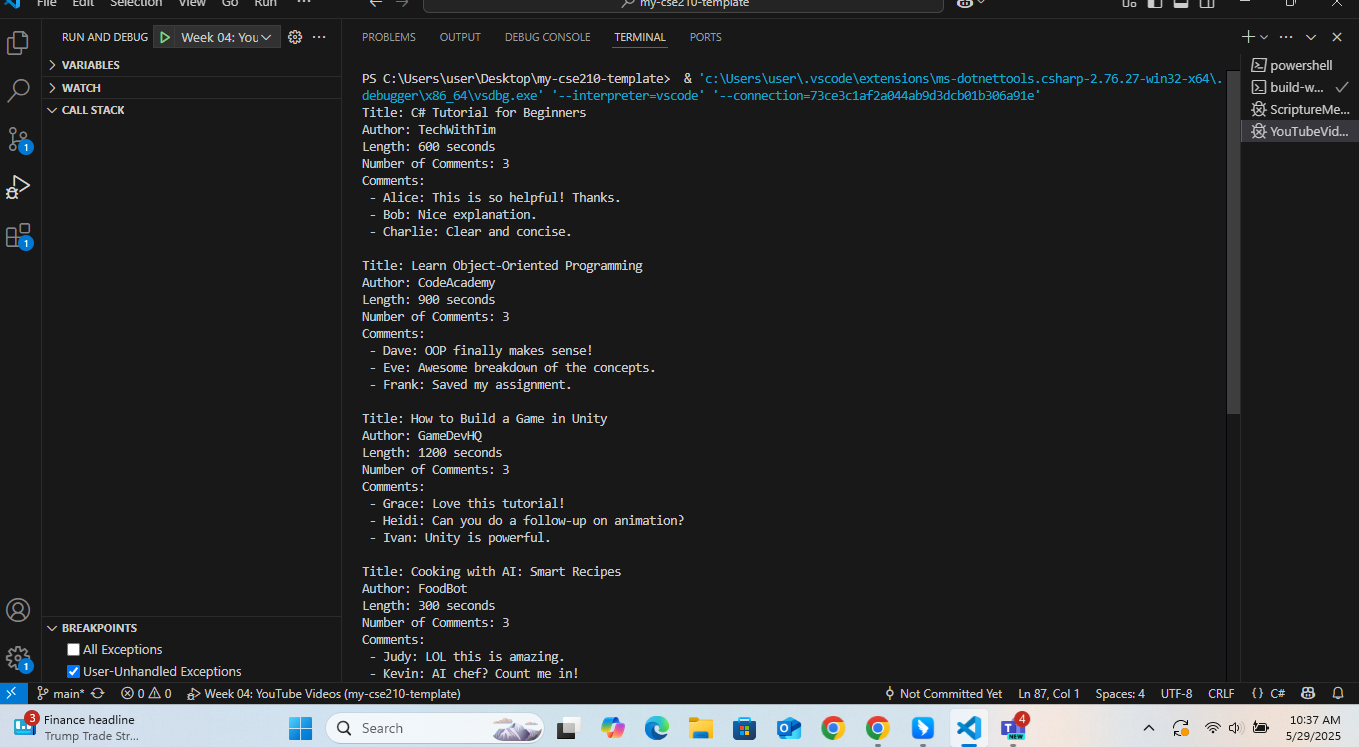 File Edit Selection View Go Run ...
my-cse210-template
RUN AND DEBUG
Week 04: You
VARIABLES
WATCH
CALL STACK
PROBLEMS OUTPUT DEBUG CONSOLE TERMINAL PORTS
PS C:\Users\user\Desktop\my-cse210-template>  & 'c:\Users\user\.vscode\extensions\ms-dotnettools.csharp-2.76.27-win32-x64\.
debugger\x86_64\vsdbg.exe' '--interpreter=vscode' '--connection=73ce3c1af2a044ab9d3dcb01b306a91e'
Title: C# Tutorial for Beginners
Author: TechWithTim
Length: 600 seconds
Number of Comments: 3
Comments:
- Alice: This is so helpful! Thanks.
- Bob: Nice explanation.
- Charlie: Clear and concise.
Title: Learn Object-Oriented Programming
Author: CodeAcademy
Length: 900 seconds
Number of Comments: 3
Comments:
- Dave: OOP finally makes sense!
- Eve: Awesome breakdown of the concepts.
- Frank: Saved my assignment.
Title: How to Build a Game in Unity
Author: GameDevHQ
Length: 1200 seconds
Number of Comments: 3
Comments:
- Grace: Love this tutorial!
- Heidi: Can you do a follow-up on animation?
- Ivan: Unity is powerful.
Title: Cooking with AI: Smart Recipes
Author: FoodBot
Length: 300 seconds
Number of Comments: 3
Comments:
- Judy: LOL this is amazing.
- Kevin: AI chef? Count me in!
powershell
build-w...
ScriptureMe...
YouTubeVid...
1
1
1
BREAKPOINTS
All Exceptions
User-Unhandled Exceptions
main* 0 0 Week 04: YouTube Videos (my-cse210-template) Not Committed Yet Ln 87, Col 1 Spaces: 4 UTF-8 CRLF {} C#
3
Finance headline
Trump Trade Str...
Search
4
NEW
10:37 AM
5/29/2025